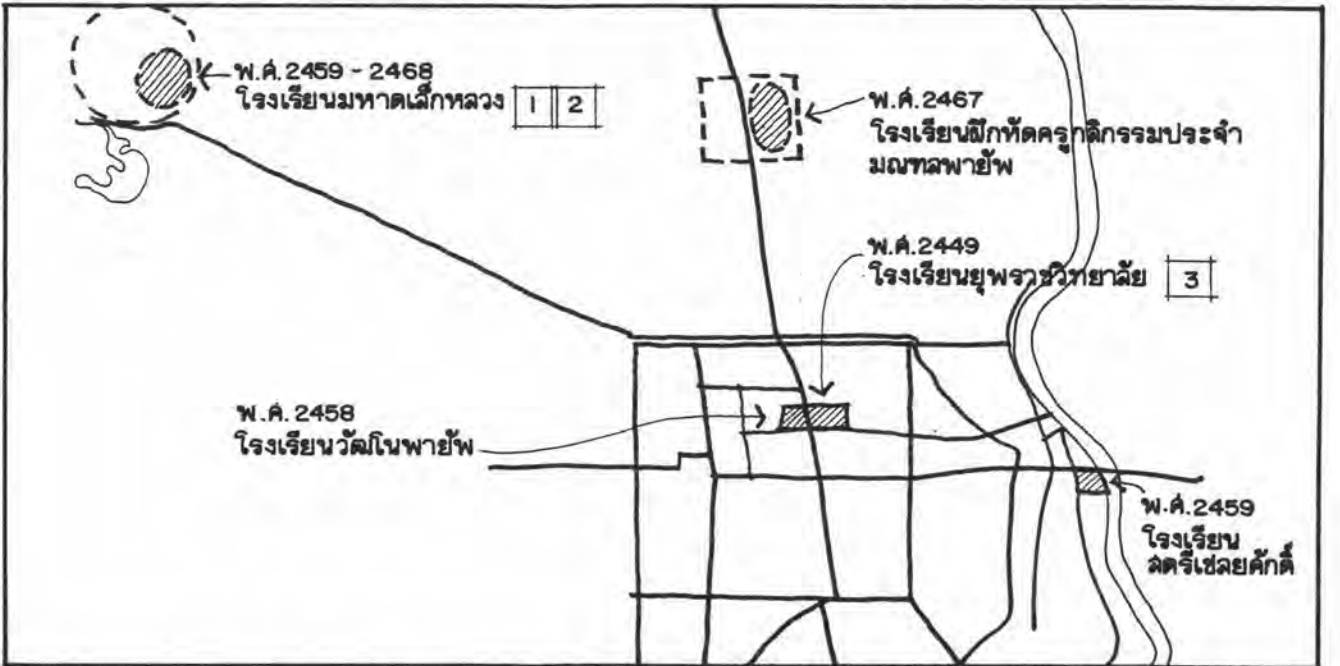 พ.ศ.2459 - 2468
โรงเรียนมหาดเล็กหลวง 1 2
พ.ศ.2467
โรงเรียนฝึกหัดครูกสิกรรมประจำ
มณฑลพายัพ
พ.ศ.2449
โรงเรียนยุพราชวิทยาลัย 3
พ.ศ.2458
โรงเรียนวัฒโนพายัพ
พ.ศ.2459
โรงเรียน
สตรีเชลยศักดิ์